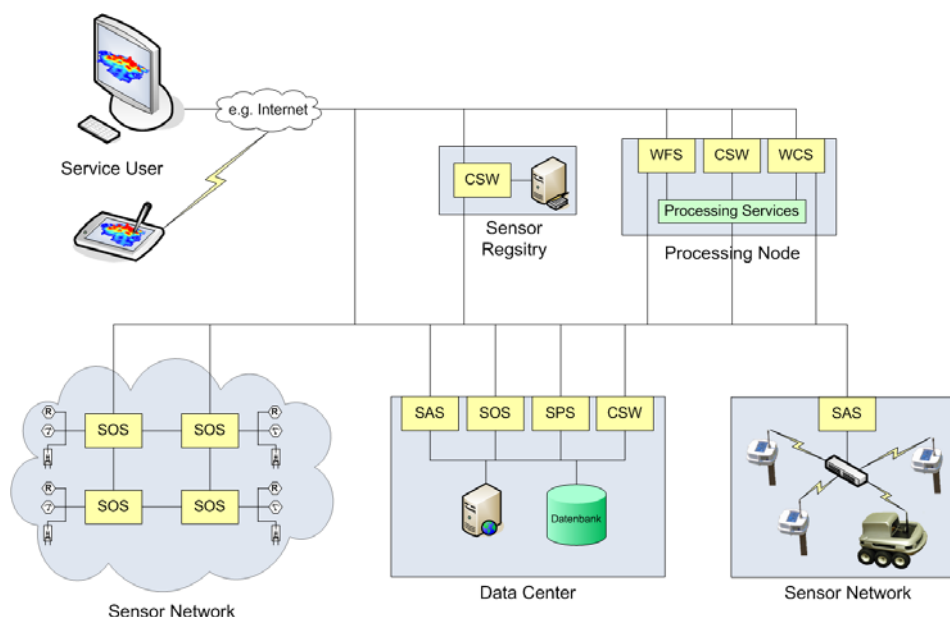 e.g. Internet
Service User
CSW
Sensor
Regsitry
WFS
CSW
WCS
Processing Services
Processing Node
SOS
SOS
SOS
SOS
R
R
R
R
Sensor Network
SAS
SOS
SPS
CSW
Datenbank
Data Center
SAS
Sensor Network